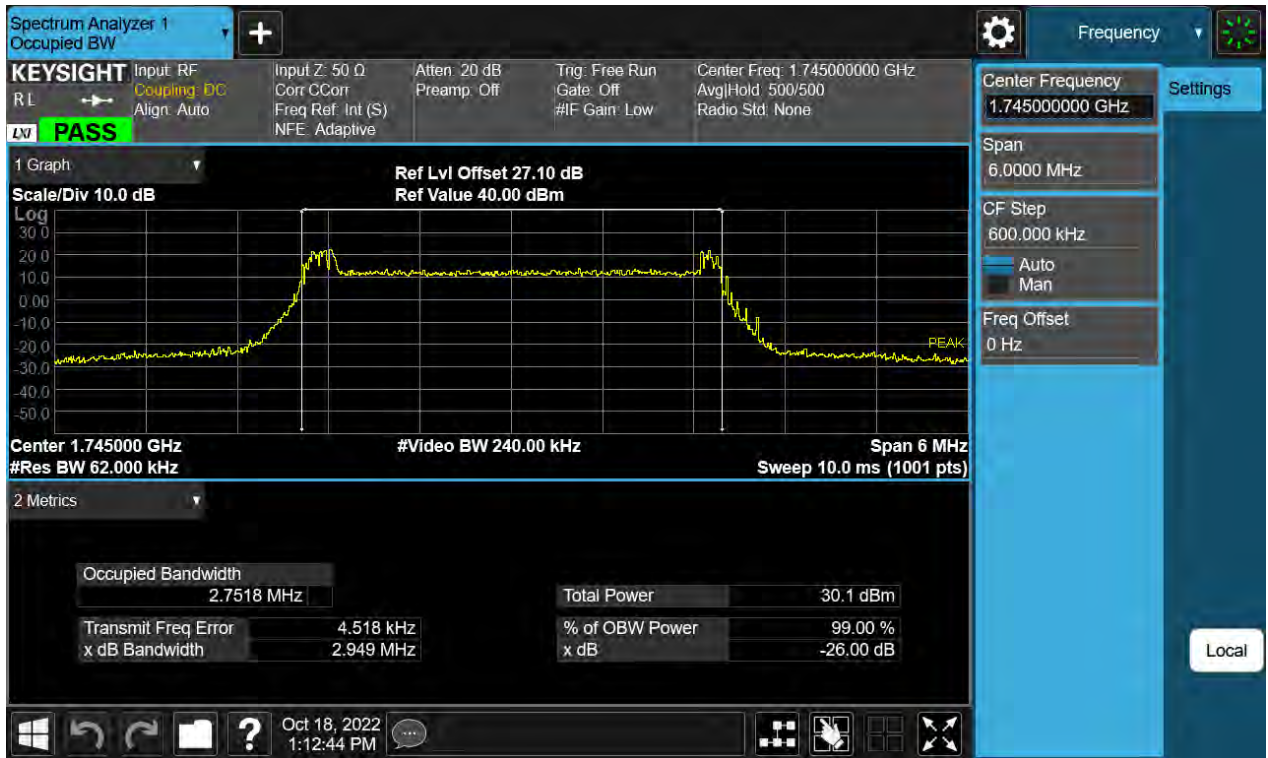 Spectrum Analyzer 1
Occupied BW
+
Frequency
KEYSIGHT
RL
LXI
PASS
Input: RF
Coupling: DC
Align: Auto
Input Z: 50 Ω
Corr CCorr
Freq Ref: Int (S)
NFE: Adaptive
Atten: 20 dB
Preamp: Off
Trig: Free Run
Gate: Off
#IF Gain: Low
Center Freq: 1.745000000 GHz
Avg|Hold: 500/500
Radio Std: None
Center Frequency
1.745000000 GHz
Settings
Span
6.0000 MHz
CF Step
600.000 kHz
Auto
Man
Freq Offset
0 Hz
Local
1 Graph
Scale/Div 10.0 dB
Ref Lvl Offset 27.10 dB
Ref Value 40.00 dBm
Log
30.0
20.0
10.0
0.00
-10.0
-20.0
-30.0
-40.0
-50.0
PEAK
Center 1.745000 GHz
#Video BW 240.00 kHz
Span 6 MHz
#Res BW 62.000 kHz
Sweep 10.0 ms (1001 pts)
2 Metrics
Occupied Bandwidth
2.7518 MHz
Total Power 30.1 dBm
Transmit Freq Error 4.518 kHz
% of OBW Power 99.00 %
x dB Bandwidth 2.949 MHz
x dB -26.00 dB
?
Oct 18, 2022
1:12:44 PM